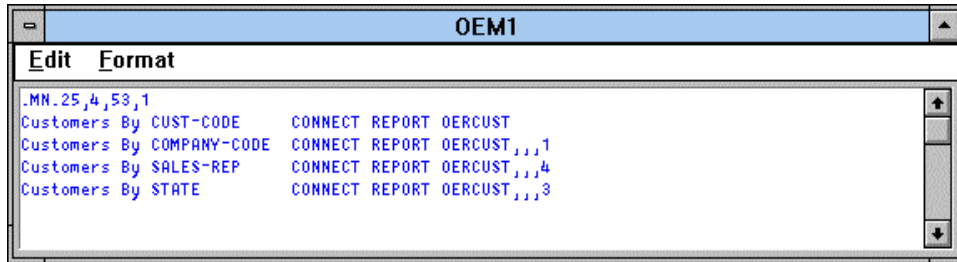 OEM1
Edit Format
.MN.25,4,53,1
Customers By CUST-CODE CONNECT REPORT OERCUST
Customers By COMPANY-CODE CONNECT REPORT OERCUST,,,1
Customers By SALES-REP CONNECT REPORT OERCUST,,,4
Customers By STATE CONNECT REPORT OERCUST,,,3